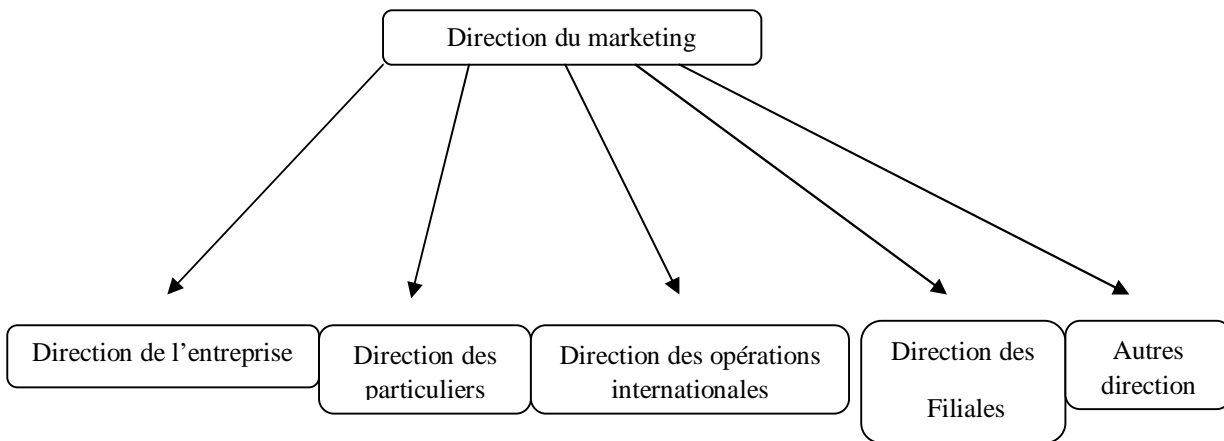 Direction du marketing
Direction de l’entreprise
Direction des
particuliers
Direction des opérations
internationales
Direction des
Filiales
Autres
direction